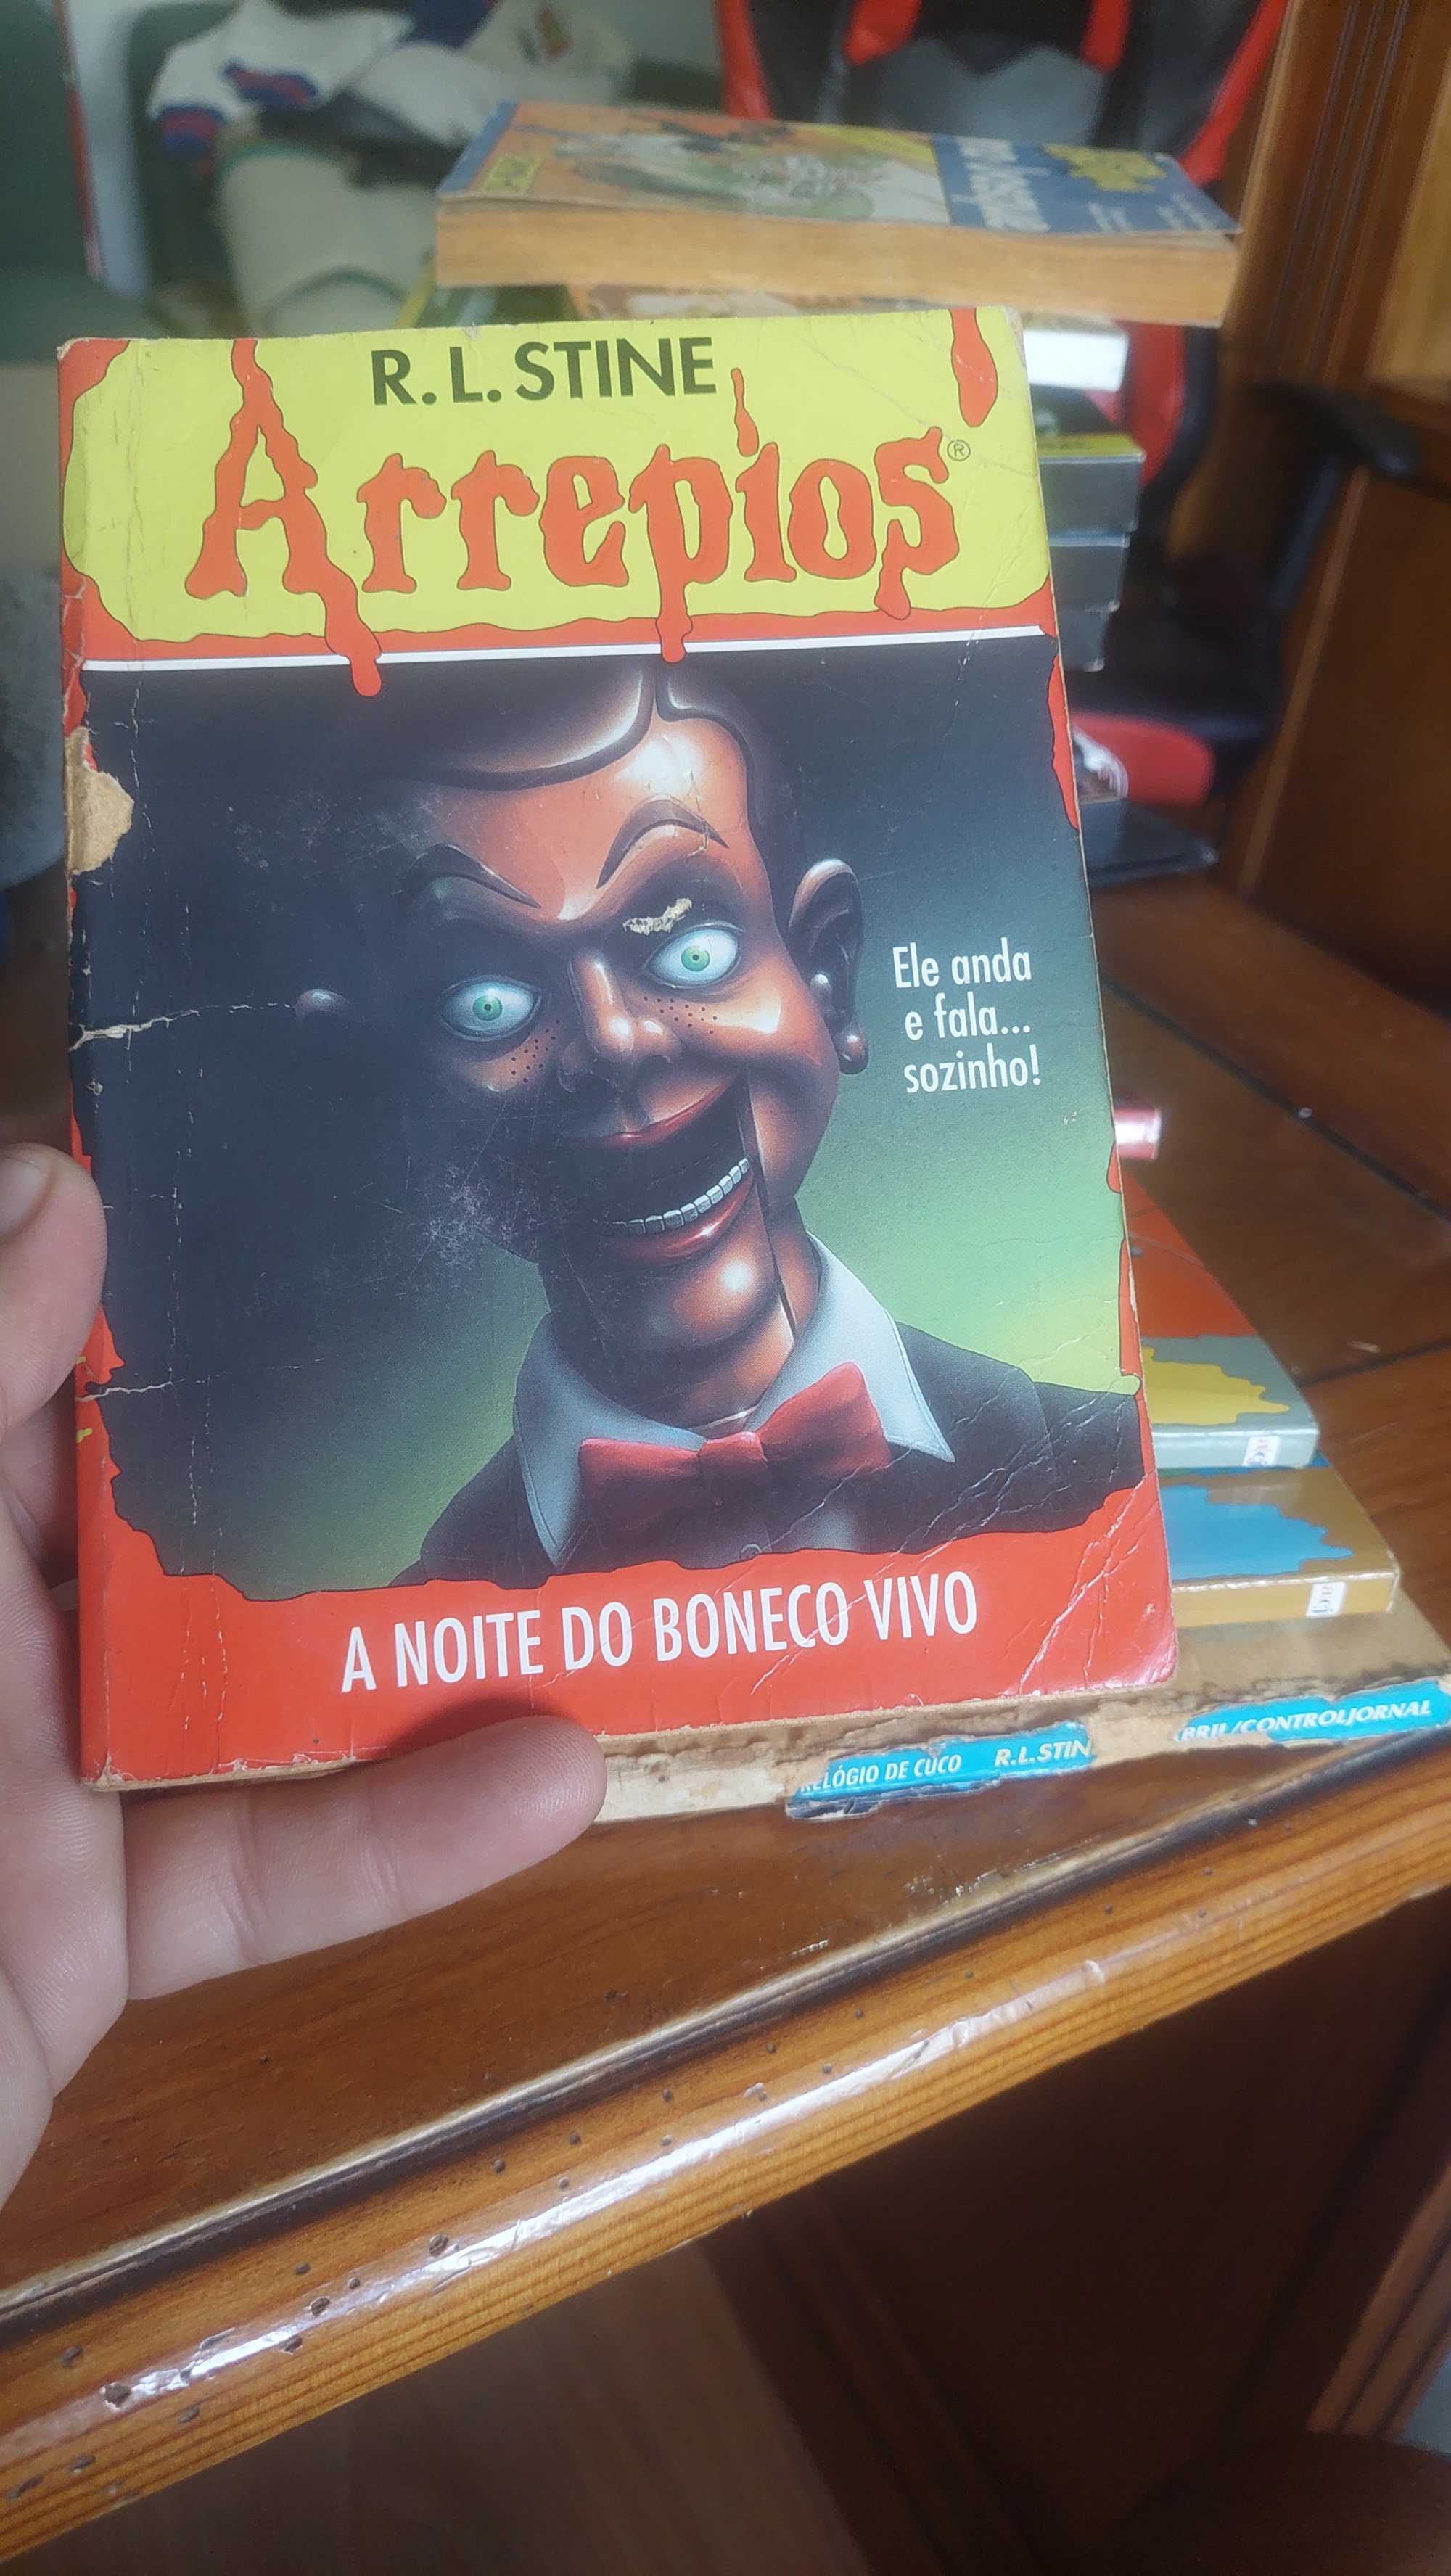 R. L. STINE
Arrepios®
Ele anda
e fala...
sozinho!
A NOITE DO BONECO VIVO
RELÓGIO DE CUCO R.L.STIN
BRIL/CONTROLJORNAL